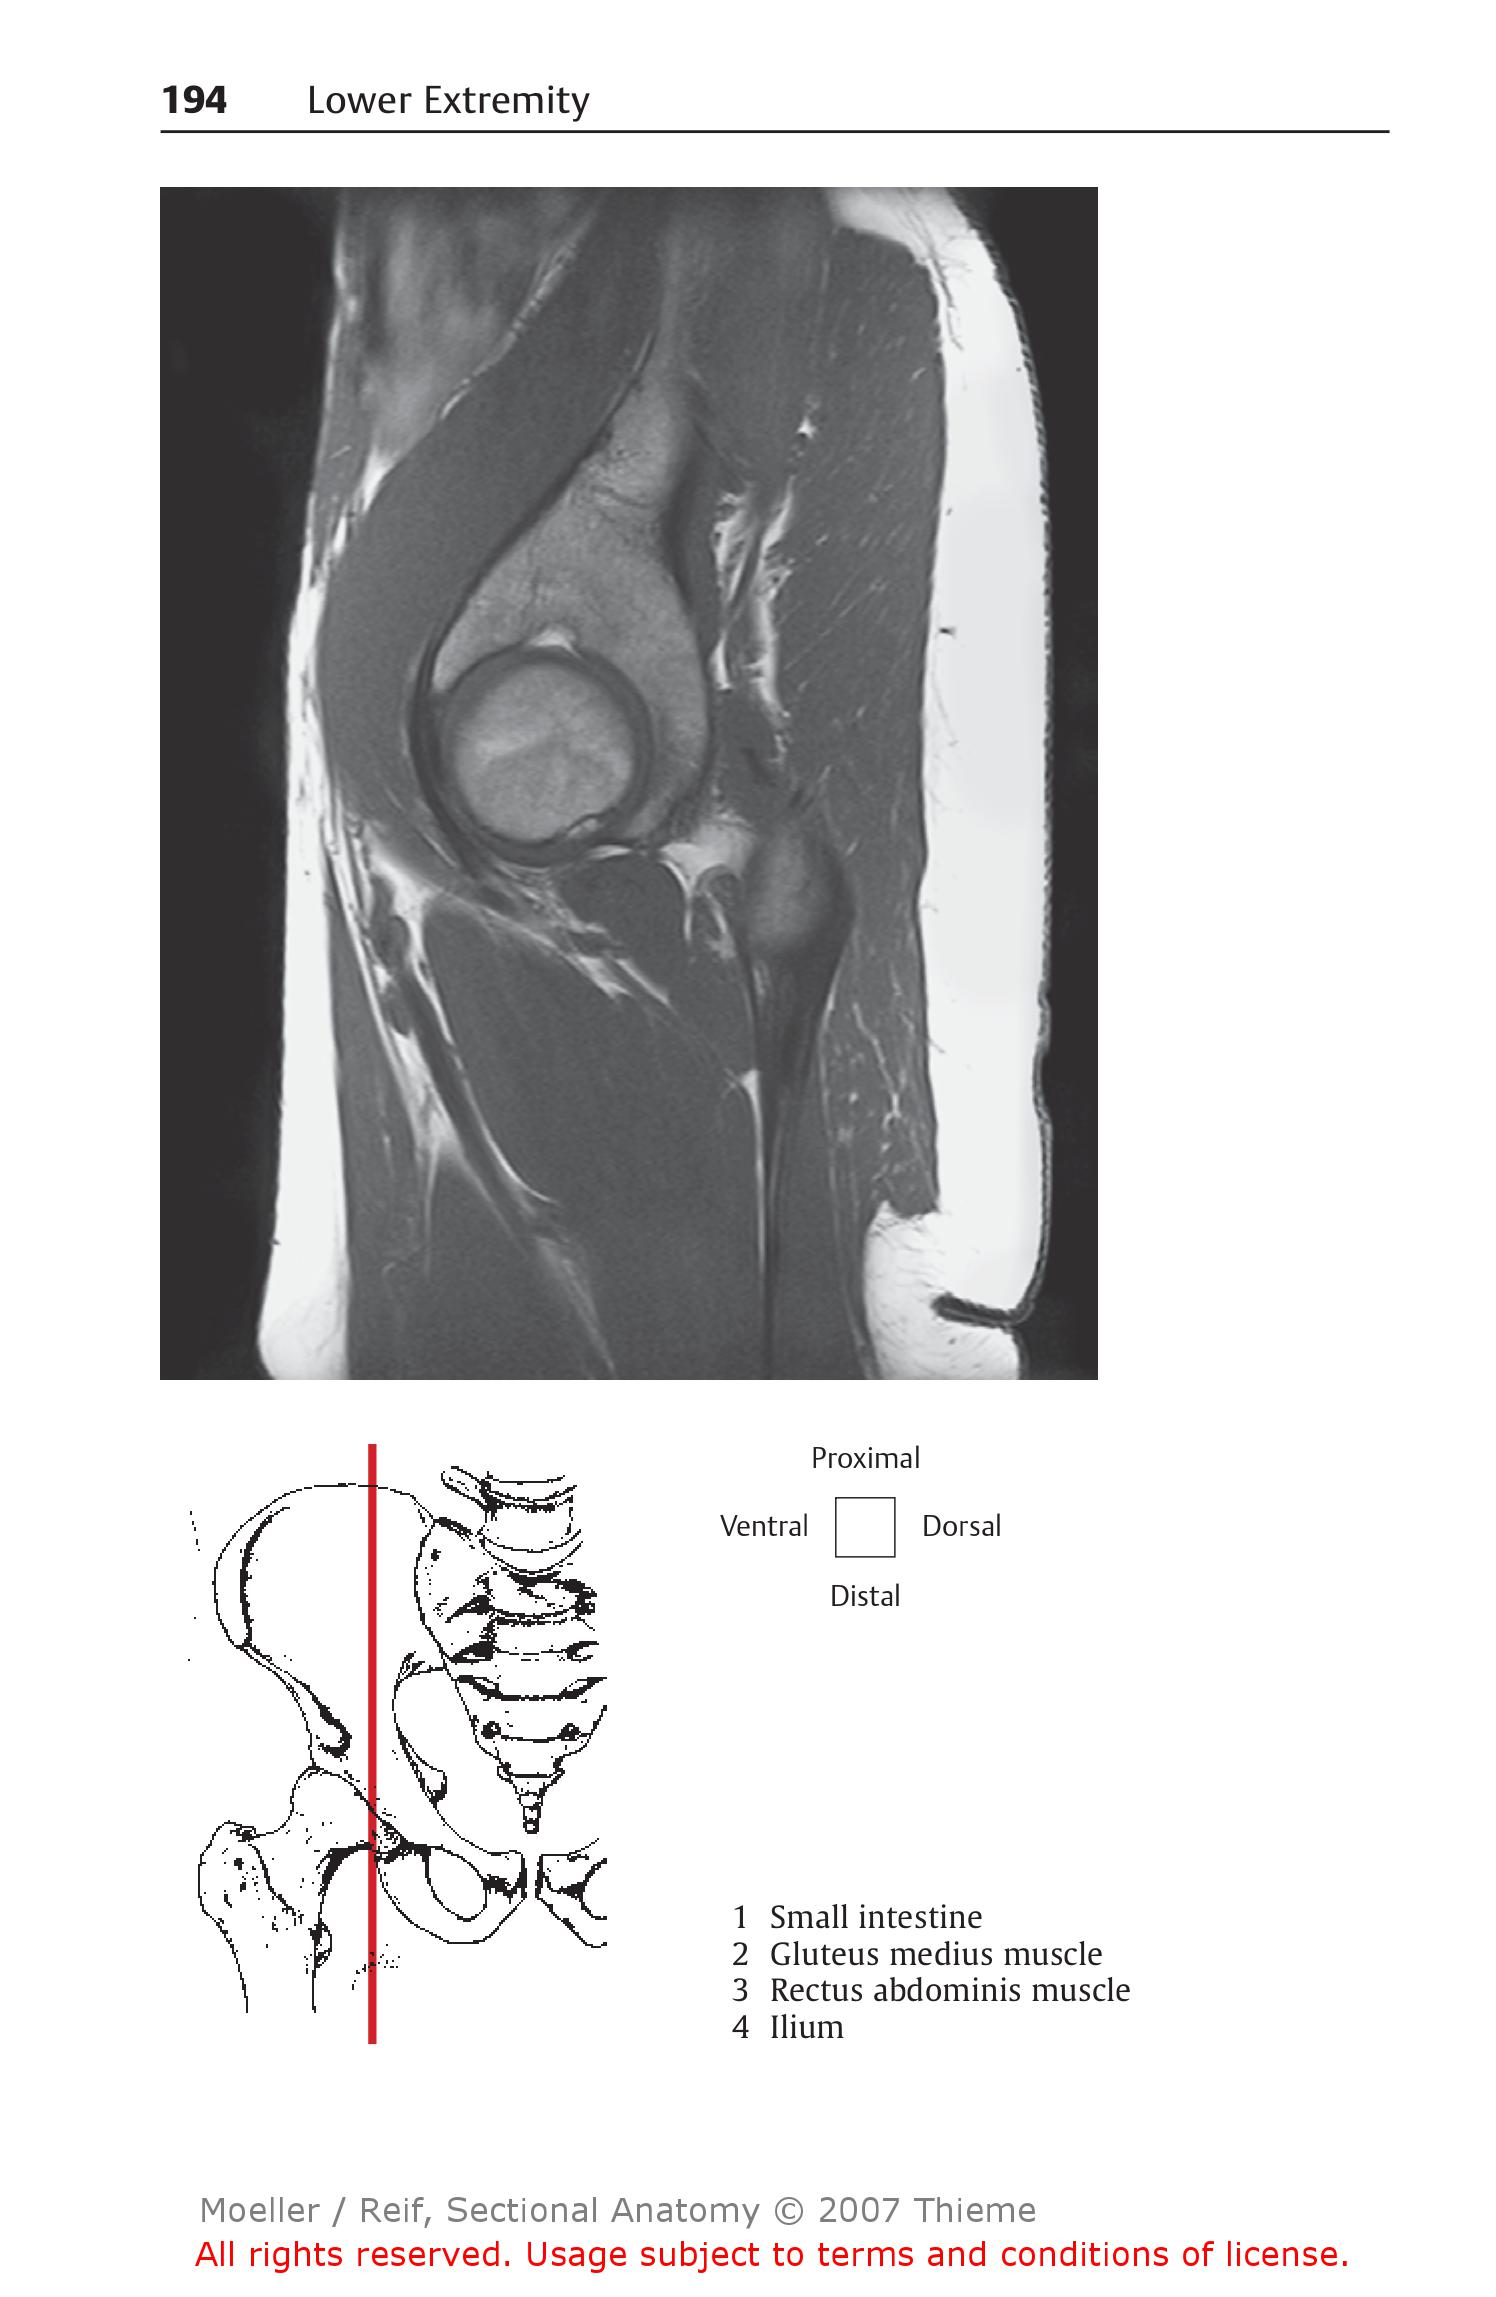 194 Lower Extremity
Proximal
Ventral Dorsal
Distal
1 Small intestine
2 Gluteus medius muscle
3 Rectus abdominis muscle
4 Ilium
Moeller / Reif, Sectional Anatomy © 2007 Thieme
All rights reserved. Usage subject to terms and conditions of license.